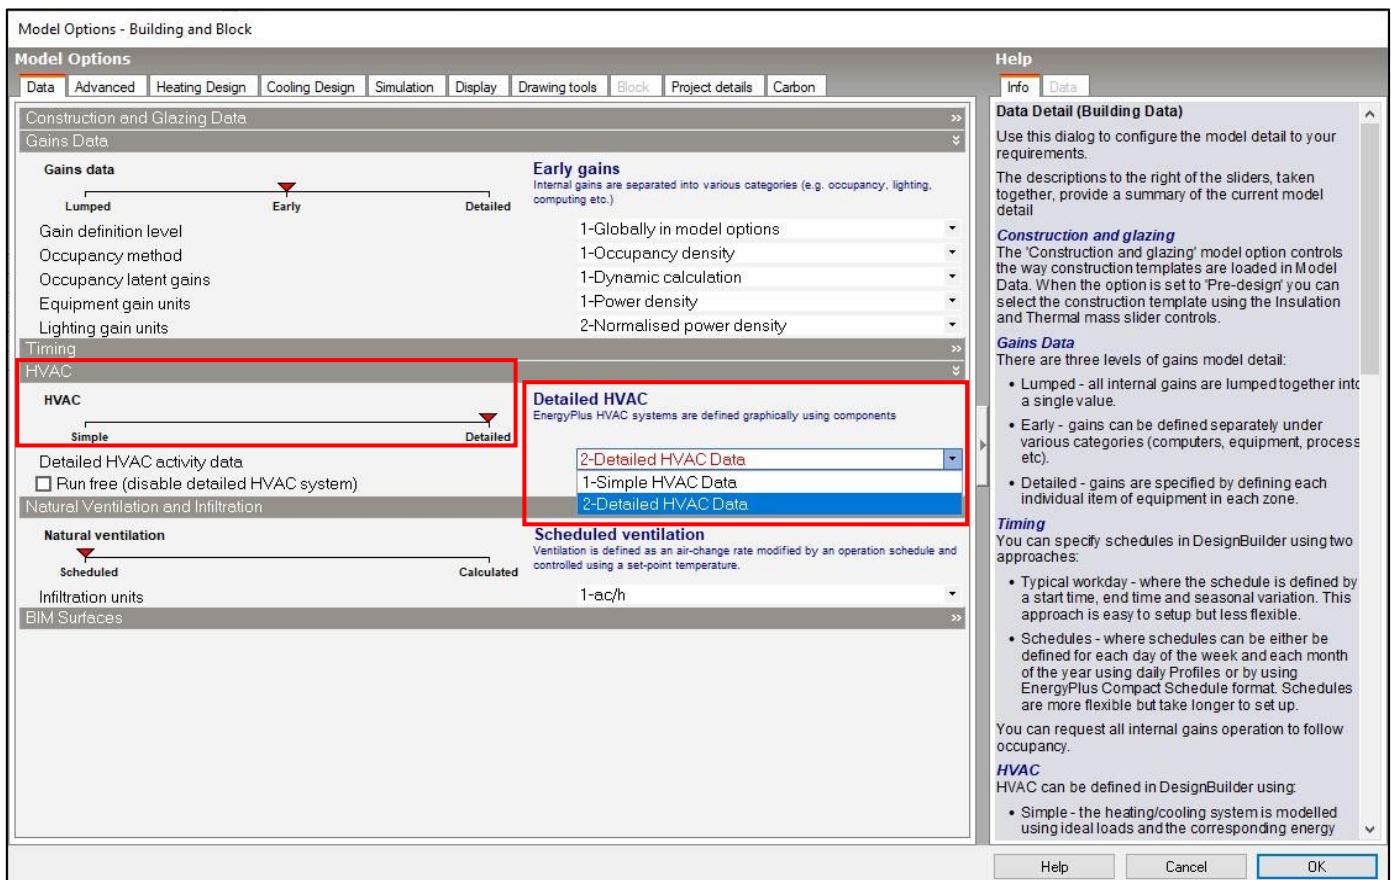 Model Options - Building and Block
Model Options
Data Advanced Heating Design Cooling Design Simulation Display Drawing tools Block Project details Carbon
Construction and Glazing Data
Gains Data
Gains data
Lumped Early Detailed
Early gains
Internal gains are separated into various categories (e.g. occupancy, lighting,
computing etc.)
Gain definition level 1-Globally in model options
Occupancy method 1-Occupancy density
Occupancy latent gains 1-Dynamic calculation
Equipment gain units 1-Power density
Lighting gain units 2-Normalised power density
Timing
HVAC
HVAC
Simple Detailed
Detailed HVAC
EnergyPlus HVAC systems are defined graphically using components
Detailed HVAC activity data 2-Detailed HVAC Data
1-Simple HVAC Data
2-Detailed HVAC Data
Run free (disable detailed HVAC system)
Natural Ventilation and Infiltration
Natural ventilation
Scheduled Calculated
Scheduled ventilation
Ventilation is defined as an air-change rate modified by an operation schedule and
controlled using a set-point temperature.
Infiltration units 1-ac/h
BIM Surfaces
Help
Info Data
Data Detail (Building Data)
Use this dialog to configure the model detail to your
requirements.
The descriptions to the right of the sliders, taken
together, provide a summary of the current model
detail
Construction and glazing
The 'Construction and glazing' model option controls
the way construction templates are loaded in Model
Data. When the option is set to 'Pre-design' you can
select the construction template using the Insulation
and Thermal mass slider controls.
Gains Data
There are three levels of gains model detail:
• Lumped - all internal gains are lumped together into
a single value.
• Early - gains can be defined separately under
various categories (computers, equipment, process
etc).
• Detailed - gains are specified by defining each
individual item of equipment in each zone.
Timing
You can specify schedules in DesignBuilder using two
approaches:
• Typical workday - where the schedule is defined by
a start time, end time and seasonal variation. This
approach is easy to setup but less flexible.
• Schedules - where schedules can be either be
defined for each day of the week and each month
of the year using daily Profiles or by using
EnergyPlus Compact Schedule format. Schedules
are more flexible but take longer to set up.
You can request all internal gains operation to follow
occupancy.
HVAC
HVAC can be defined in DesignBuilder using:
• Simple - the heating/cooling system is modelled
using ideal loads and the corresponding energy
Help Cancel OK